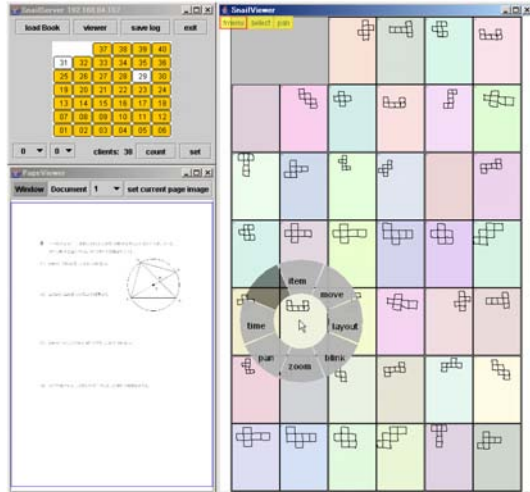 SnailServer 192.168.64.153
load Book viewer save log exit
37 38 39 40
31 32 33 34 35 36
25 26 27 28 29 30
19 20 21 22 23 24
13 14 15 16 17 18
07 08 09 10 11 12
01 02 03 04 05 06
0 0 clients: 38 count set
PageViewer
Window Document 1 set current page image
SnailViewer
menu select pan
item
move
time
layout
pan
blink
zoom